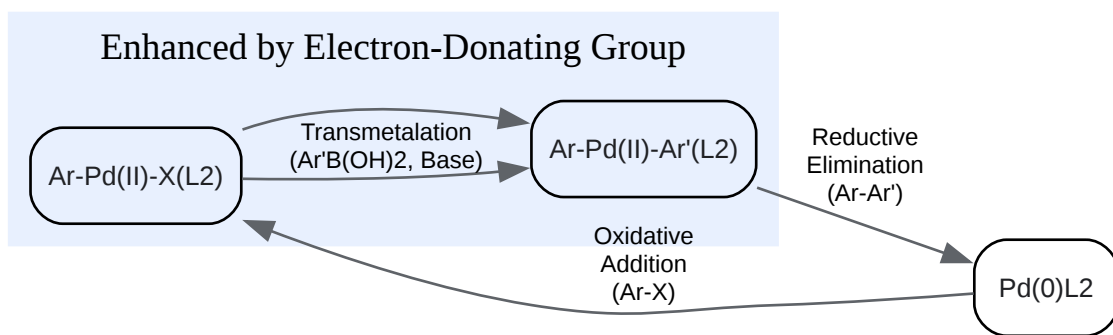 Enhanced by Electron-Donating Group
Transmetalation
(Ar'B(OH)2, Base)
Ar-Pd(II)-X(L2)
Ar-Pd(II)-Ar'(L2)
Reductive
Elimination
(Ar-Ar')
Oxidative
Addition
(Ar-X)
Pd(0)L2